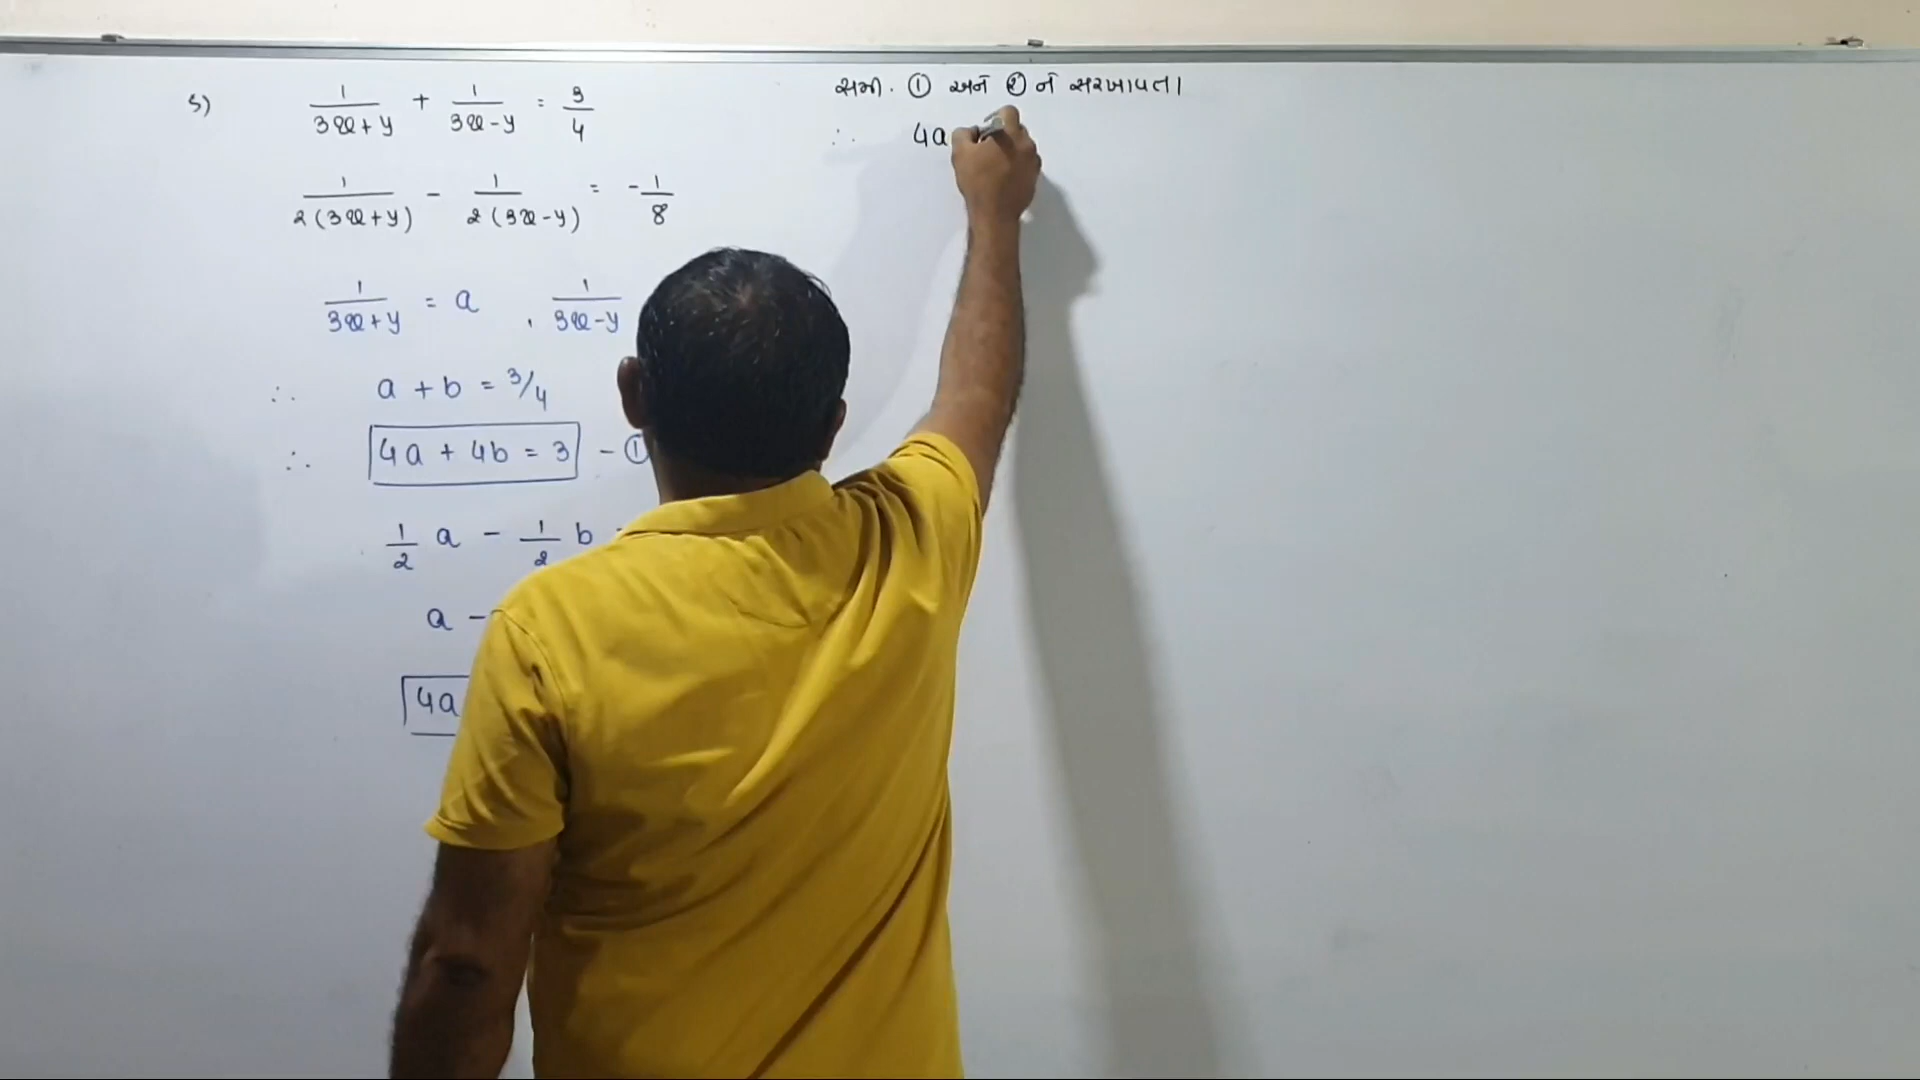 5) 1/(3x+y) + 1/(3x-y) = 3/4
1/2(3x+y) - 1/2(3x-y) = -1/8
1/(3x+y) = a , 1/(3x-y)
∴ a + b = 3/4
∴ 4a + 4b = 3 - ①
1/2 a - 1/2 b
a -
4a
સમી. ① અને ② ને સરખાવતા
∴ 4a